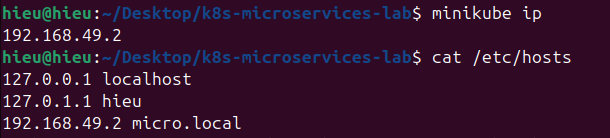 hieu@hieu:~/Desktop/k8s-microservices-lab$ minikube ip
192.168.49.2
hieu@hieu:~/Desktop/k8s-microservices-lab$ cat /etc/hosts
127.0.0.1 localhost
127.0.1.1 hieu
192.168.49.2 micro.local